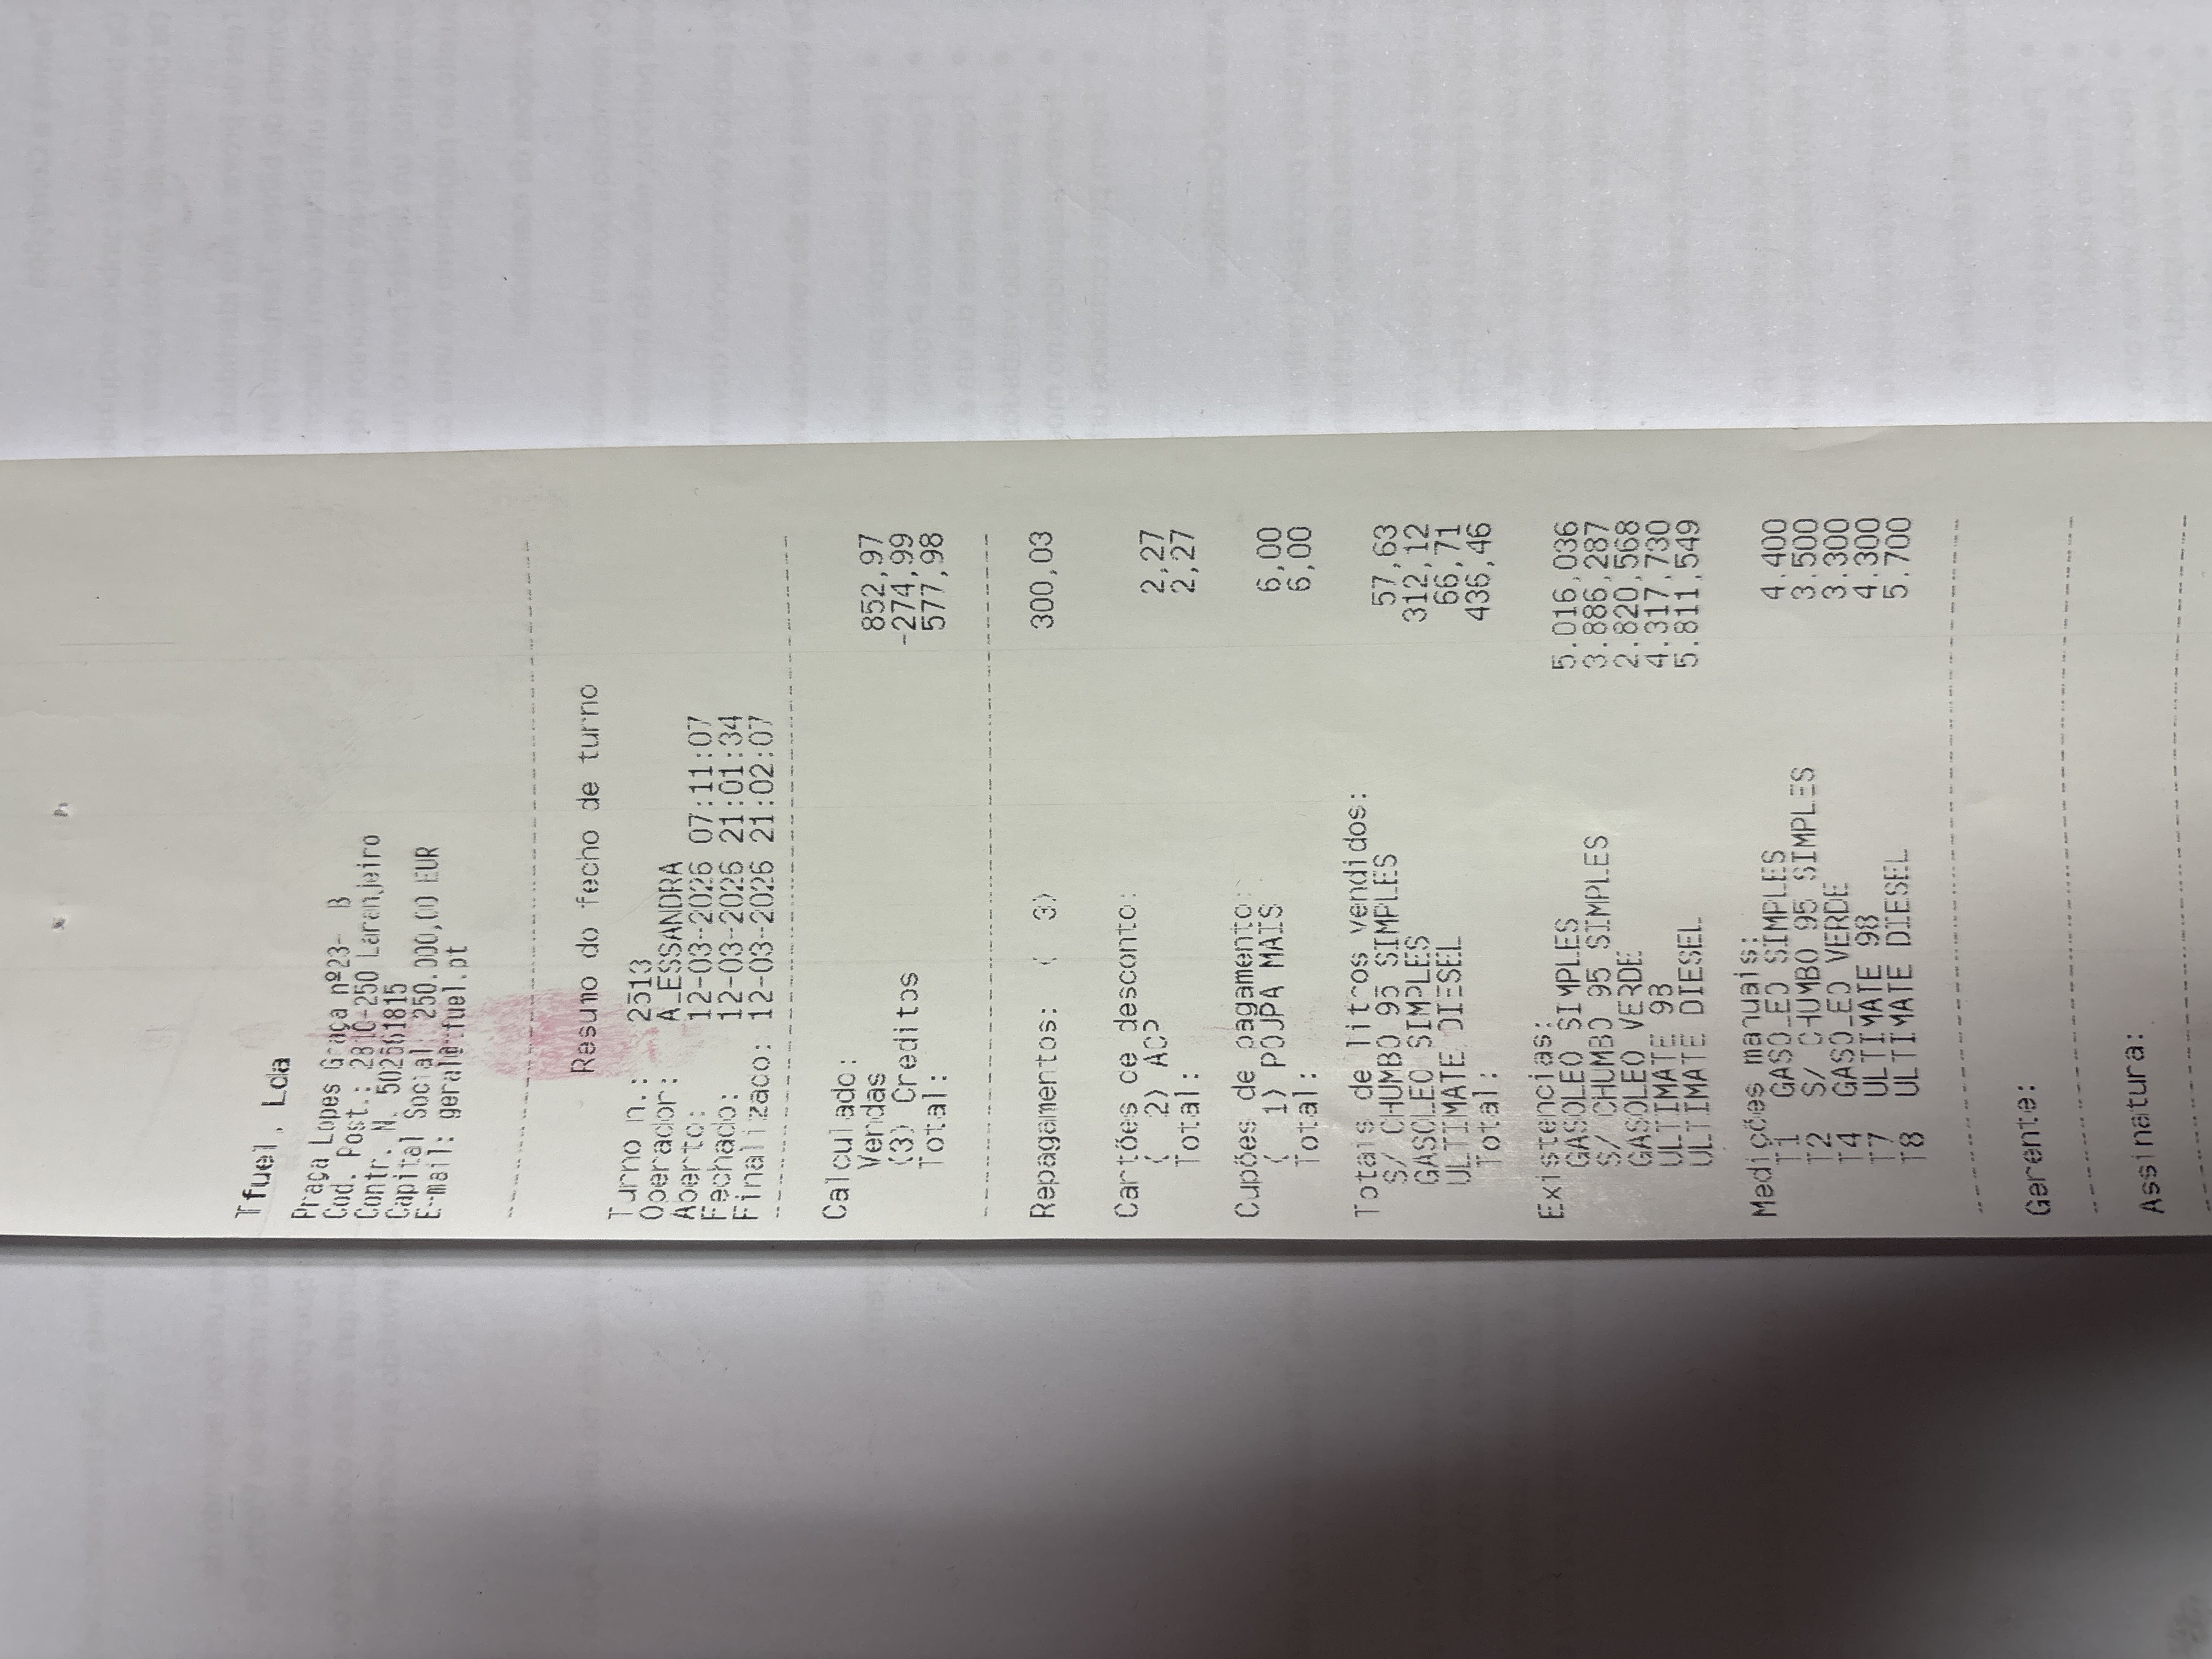 Tfuel, Lda
Praça Lopes Graça nº23- B
Cod. Post.: 2810-250 Laranjeiro
Contr. N. 502561815
Capital Social 250.000,00 EUR
E-mail: geral@tfuel.pt
Resumo do fecho de turno
Turno n.: 2513
Operador: ALESSANDRA
Aberto: 12-03-2026 07:11:07
Fechado: 12-03-2026 21:01:34
Finalizaco: 12-03-2026 21:02:07
Calculado:
Vendas 852,97
(3) Creditos -274,99
Total: 577,98
Repagamentos: ( 3) 300,03
Cartões de desconto:
( 2) ACP 2,27
Total: 2,27
Cupões de pagamento:
( 1) POUPA MAIS 6,00
Total: 6,00
Totais de litros vendidos:
S/ CHUMBO 95 SIMPLES 57,63
GASOLEO SIMPLES 312,12
ULTIMATE DIESEL 66,71
Total: 436,46
Existencias:
GASOLEO SIMPLES 5.016,036
S/ CHUMBO 95 SIMPLES 3.886,287
GASOLEO VERDE 2.820,568
ULTIMATE 98 4.317,730
ULTIMATE DIESEL 5.811,549
Medições manuais:
T1 GASOLEO SIMPLES 4.400
T2 S/ CHUMBO 95 SIMPLES 3.500
T4 GASOLEO VERDE 3.300
T7 ULTIMATE 98 4.300
T8 ULTIMATE DIESEL 5.700
Gerente:
Assinatura: